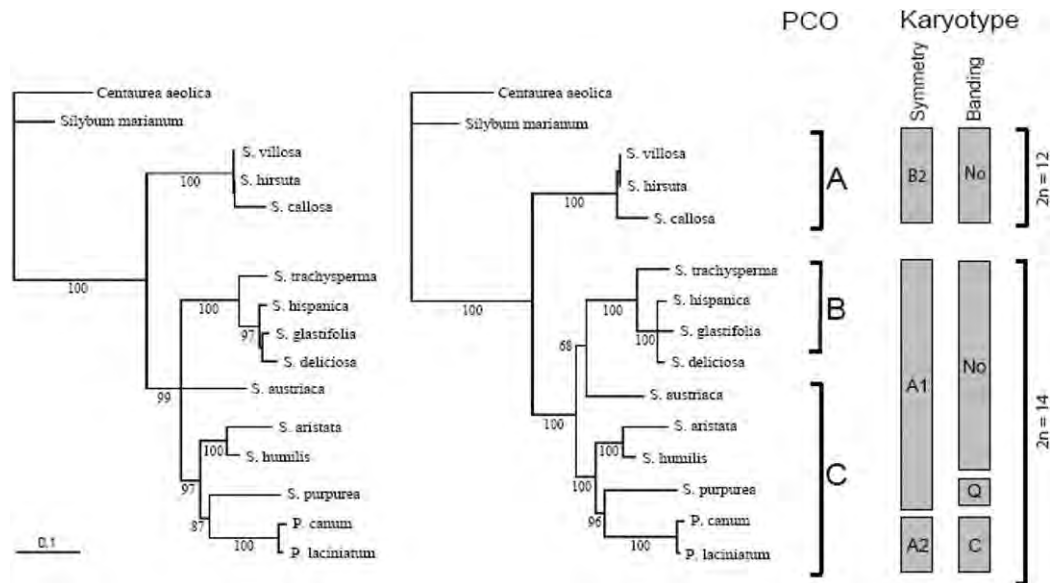 PCO
Karyotype
Symmetry
Banding
Centaurea aeolica
Silybum marianum
S. villosa
S. hirsuta
S. callosa
100
100
S. trachysperma
S. hispanica
S. glastifolia
S. deliciosa
100
97
S. austriaca
99
S. aristata
S. humilis
100
97
S. purpurea
87
P. canum
P. laciniatum
100
0.1
Centaurea aeolica
Silybum marianum
S. villosa
S. hirsuta
S. callosa
100
100
S. trachysperma
S. hispanica
S. glastifolia
S. deliciosa
100
100
68
S. austriaca
100
S. aristata
S. humilis
100
100
S. purpurea
96
P. canum
P. laciniatum
100
A
B
C
B2
A1
A2
No
No
Q
C
2n = 12
2n = 14